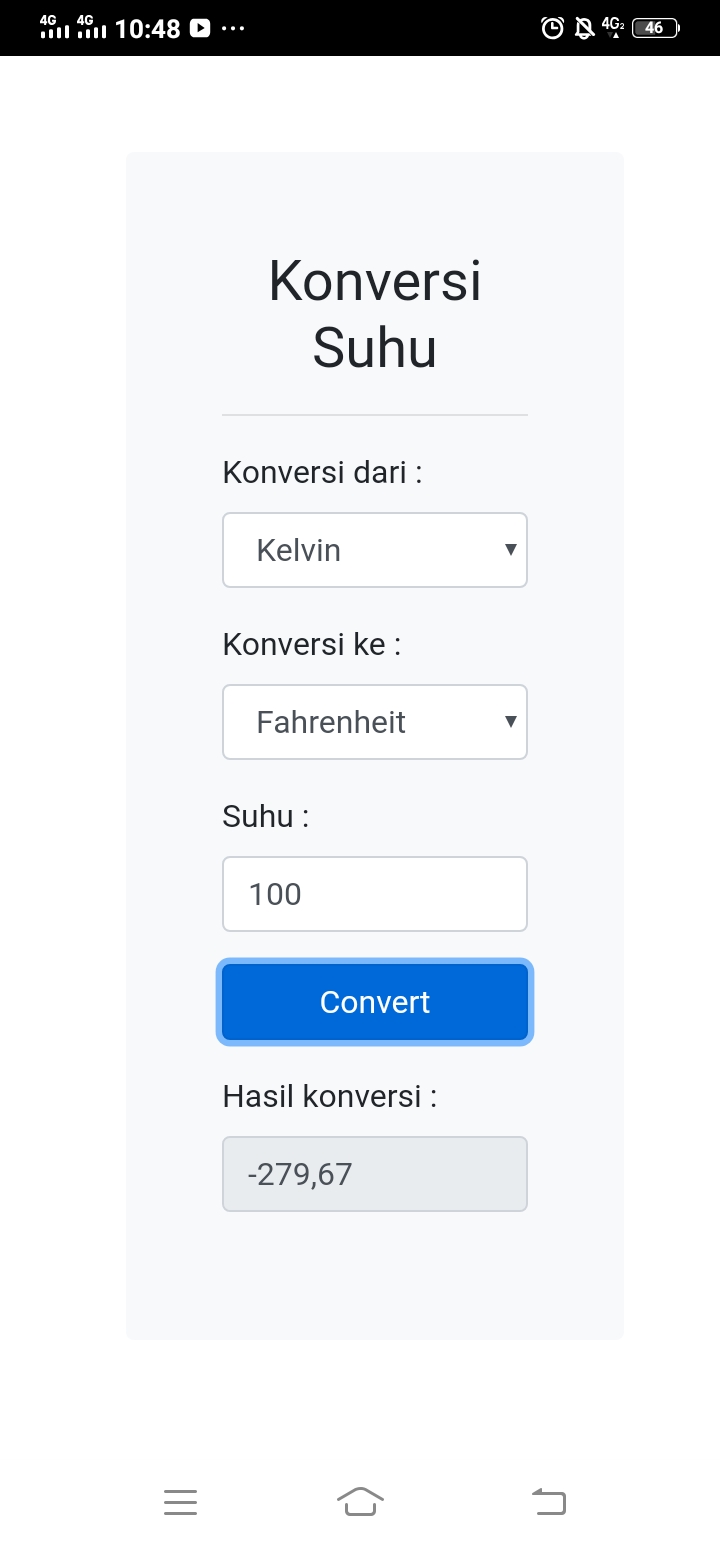 4G 4G 10:48 ... 4G2 46
Konversi
Suhu
Konversi dari :
Kelvin
Konversi ke :
Fahrenheit
Suhu :
100
Convert
Hasil konversi :
-279,67